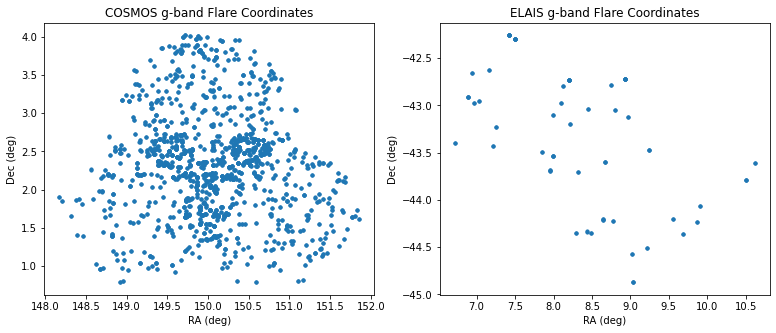 COSMOS g-band Flare Coordinates
4.0
3.5
3.0
2.5
2.0
1.5
1.0
Dec (deg)
148.0 148.5 149.0 149.5 150.0 150.5 151.0 151.5 152.0
RA (deg)
ELAIS g-band Flare Coordinates
−42.5
−43.0
−43.5
−44.0
−44.5
−45.0
Dec (deg)
7.0 7.5 8.0 8.5 9.0 9.5 10.0 10.5
RA (deg)